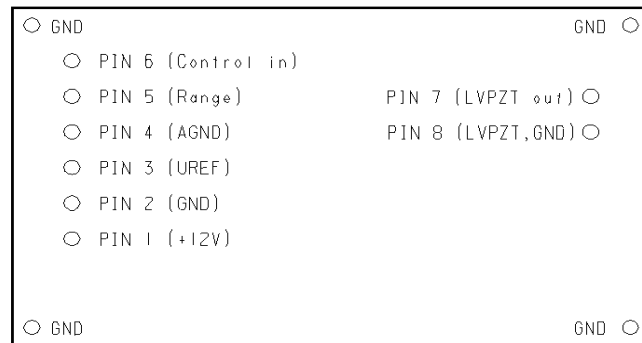 GND GND
PIN 6 (Control in)
PIN 5 (Range) PIN 7 (LVPZT out)
PIN 4 (AGND) PIN 8 (LVPZT,GND)
PIN 3 (UREF)
PIN 2 (GND)
PIN 1 (+12V)
GND GND